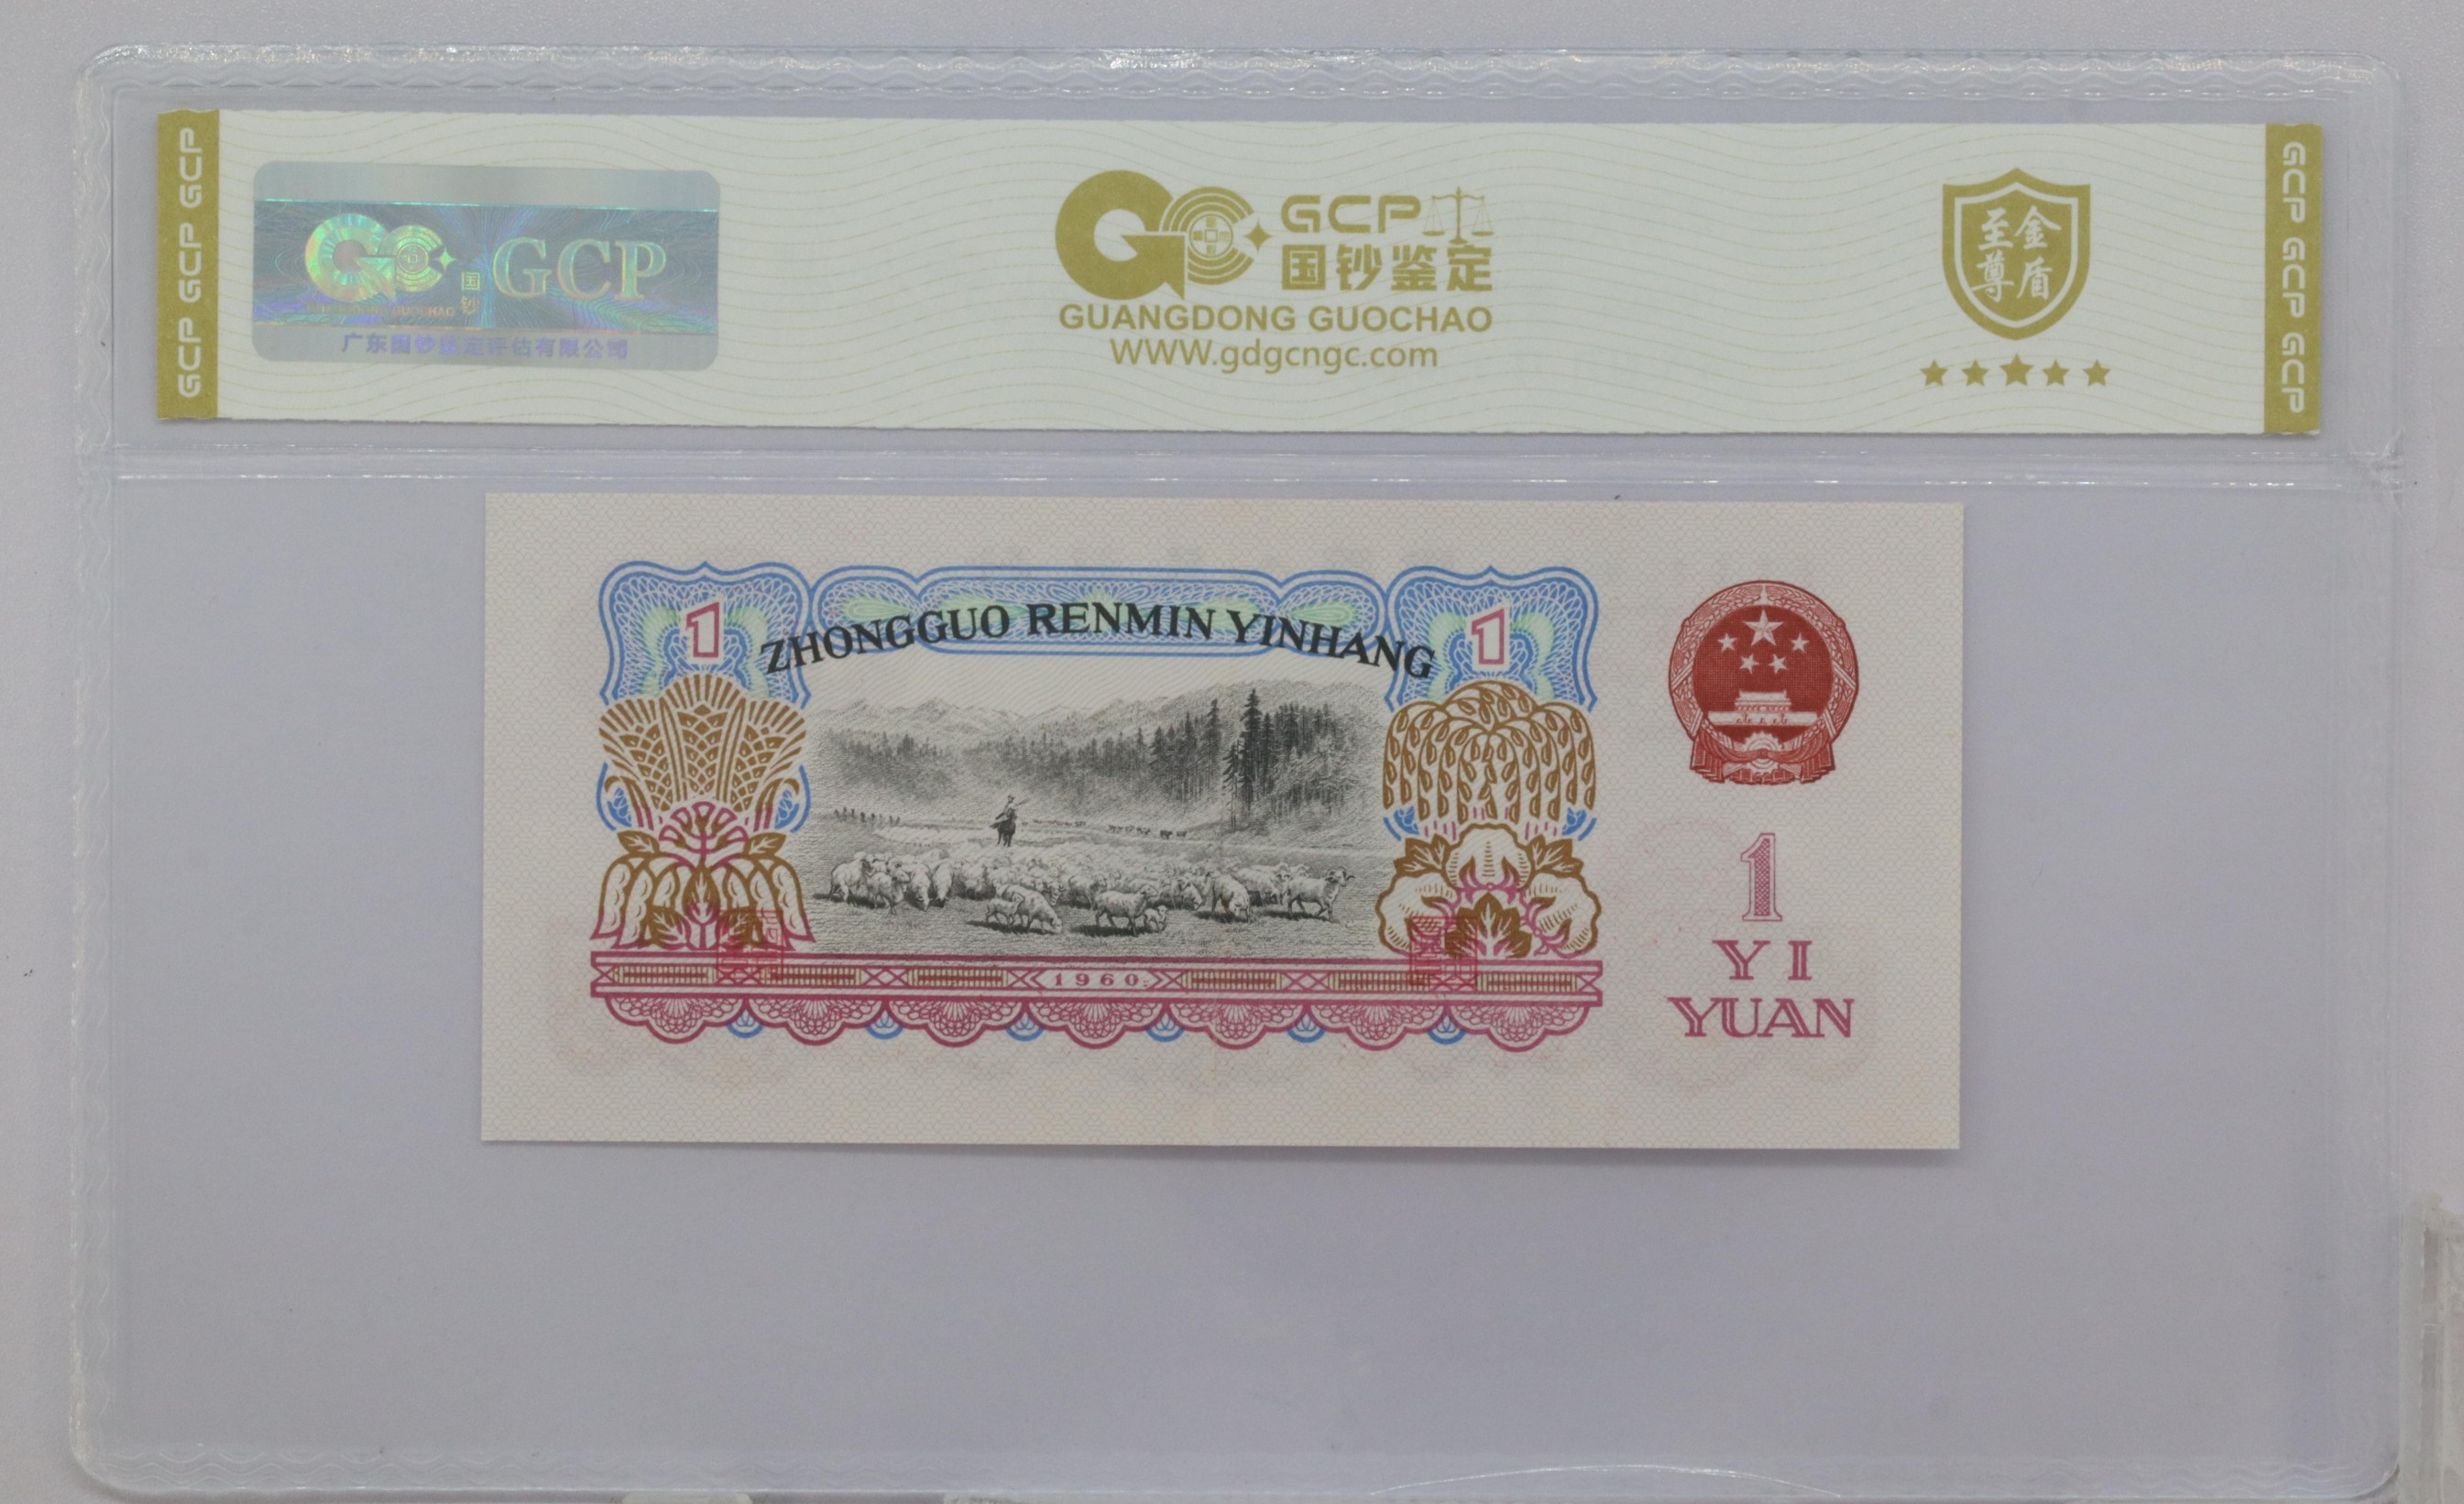 GCP GCP GCP
GCP
国钞
GUANGDONG GUOCHAO
广东国钞鉴定评估有限公司
GCP
国钞鉴定
GUANGDONG GUOCHAO
WWW.gdgcngc.com
至金
尊盾
GCP GCP GCP
1
ZHONGGUO RENMIN YINHANG
1
1960
1
YI
YUAN